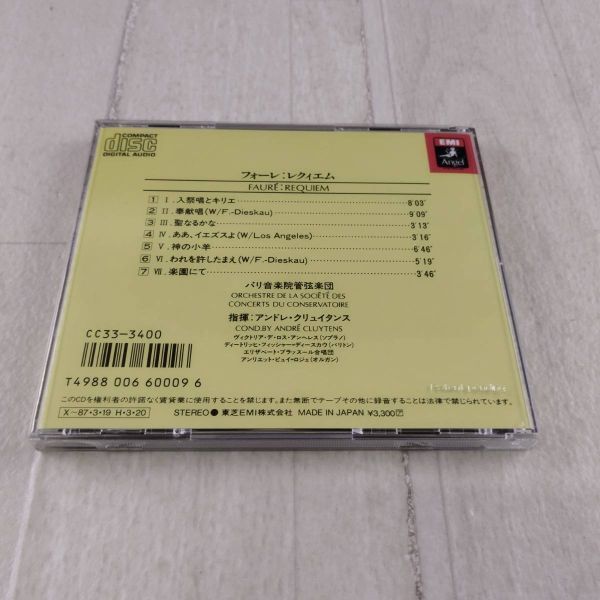 COMPACT
disc
DIGITAL AUDIO
EMI
Angel
フォーレ:レクィエム
FAURÉ:REQUIEM
1 I. 入祭唱とキリエ 8'03"
2 II. 奉献唱(W/F.-Dieskau) 9'09"
3 III. 聖なるかな 3'13"
4 IV. ああ、イエズスよ(W/Los Angeles) 3'16"
5 V. 神の小羊 6'46"
6 VI. われを許したまえ(W/F.-Dieskau) 5'19"
7 VII. 楽園にて 3'46"
パリ音楽院管弦楽団
ORCHESTRE DE LA SOCIÉTÉ DES
CONCERTS DU CONSERVATOIRE
指揮:アンドレ・クリュイタンス
COND.BY ANDRÉ CLUYTENS
ヴィクトリア・デ・ロス・アンヘレス(ソプラノ)
ディートリッヒ・フィッシャー=ディースカウ(バリトン)
エリザベート・ブラッスール合唱団
アンリエット・ピュイ=ロジェ(オルガン)
CC33-3400
T4988 006 60009 6
このCDを権利者の許諾なく賃貸業に使用することを禁じます。また無断でテープその他に録音することは法律で禁じられています。
X-87・3・19 H・3・20 STEREO● 東芝EMI株式会社 MADE IN JAPAN ¥3,300